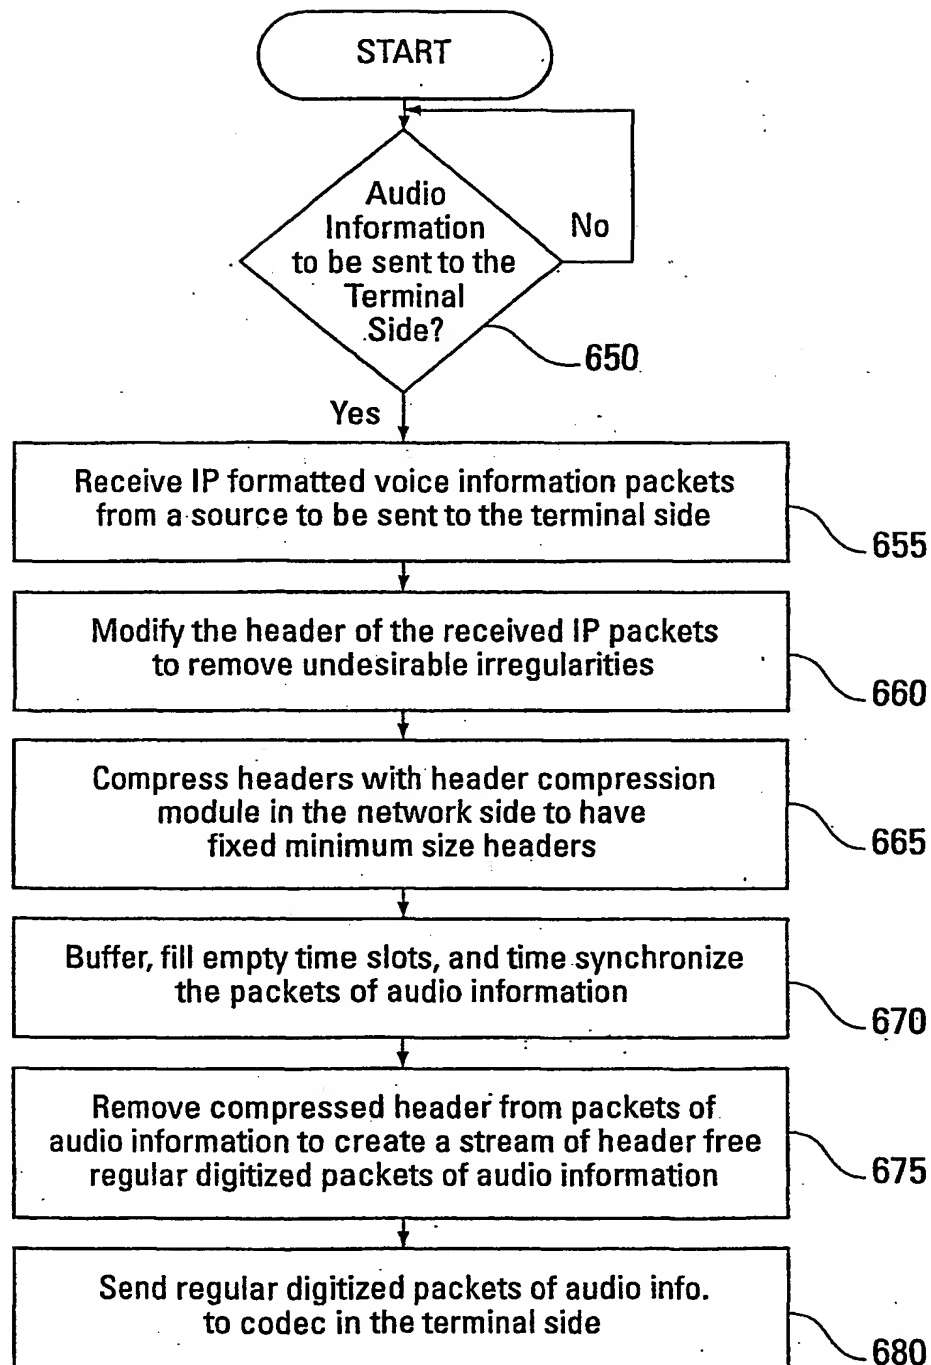 START
Audio
Information
to be sent to the
Terminal
Side?
No
650
Yes
Receive IP formatted voice information packets
from a source to be sent to the terminal side
655
Modify the header of the received IP packets
to remove undesirable irregularities
660
Compress headers with header compression
module in the network side to have
fixed minimum size headers
665
Buffer, fill empty time slots, and time synchronize
the packets of audio information
670
Remove compressed header from packets of
audio information to create a stream of header free
regular digitized packets of audio information
675
Send regular digitized packets of audio info.
to codec in the terminal side
680